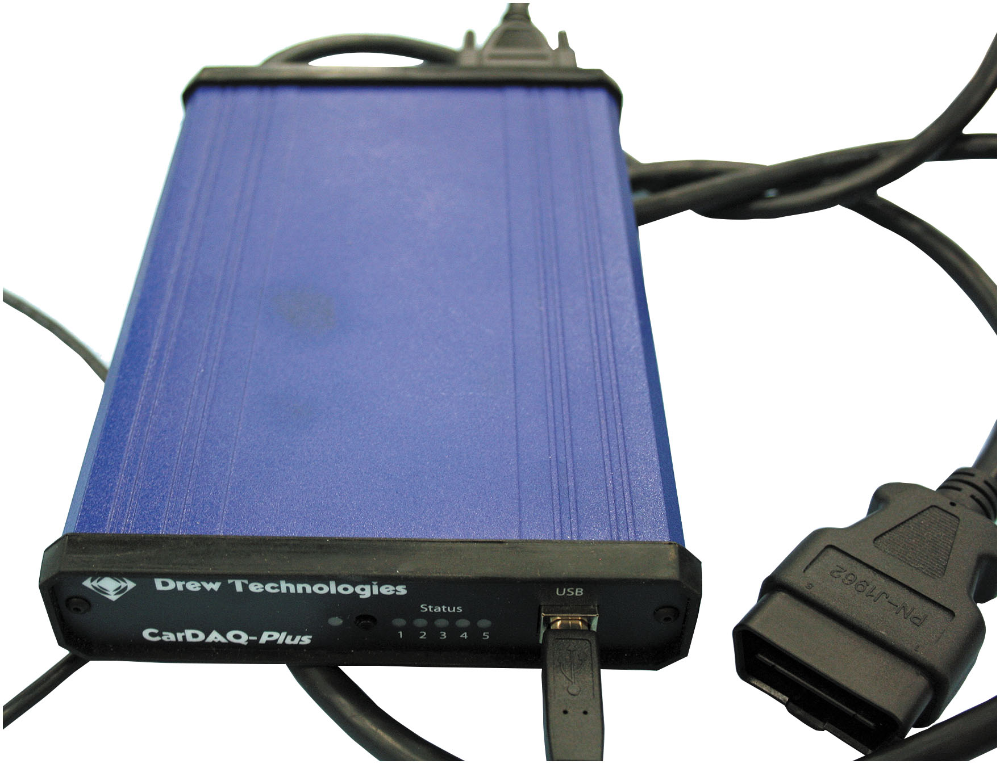 Drew Technologies
USB
Status
CarDAQ-Plus
1 2 3 4 5
PN-J1962